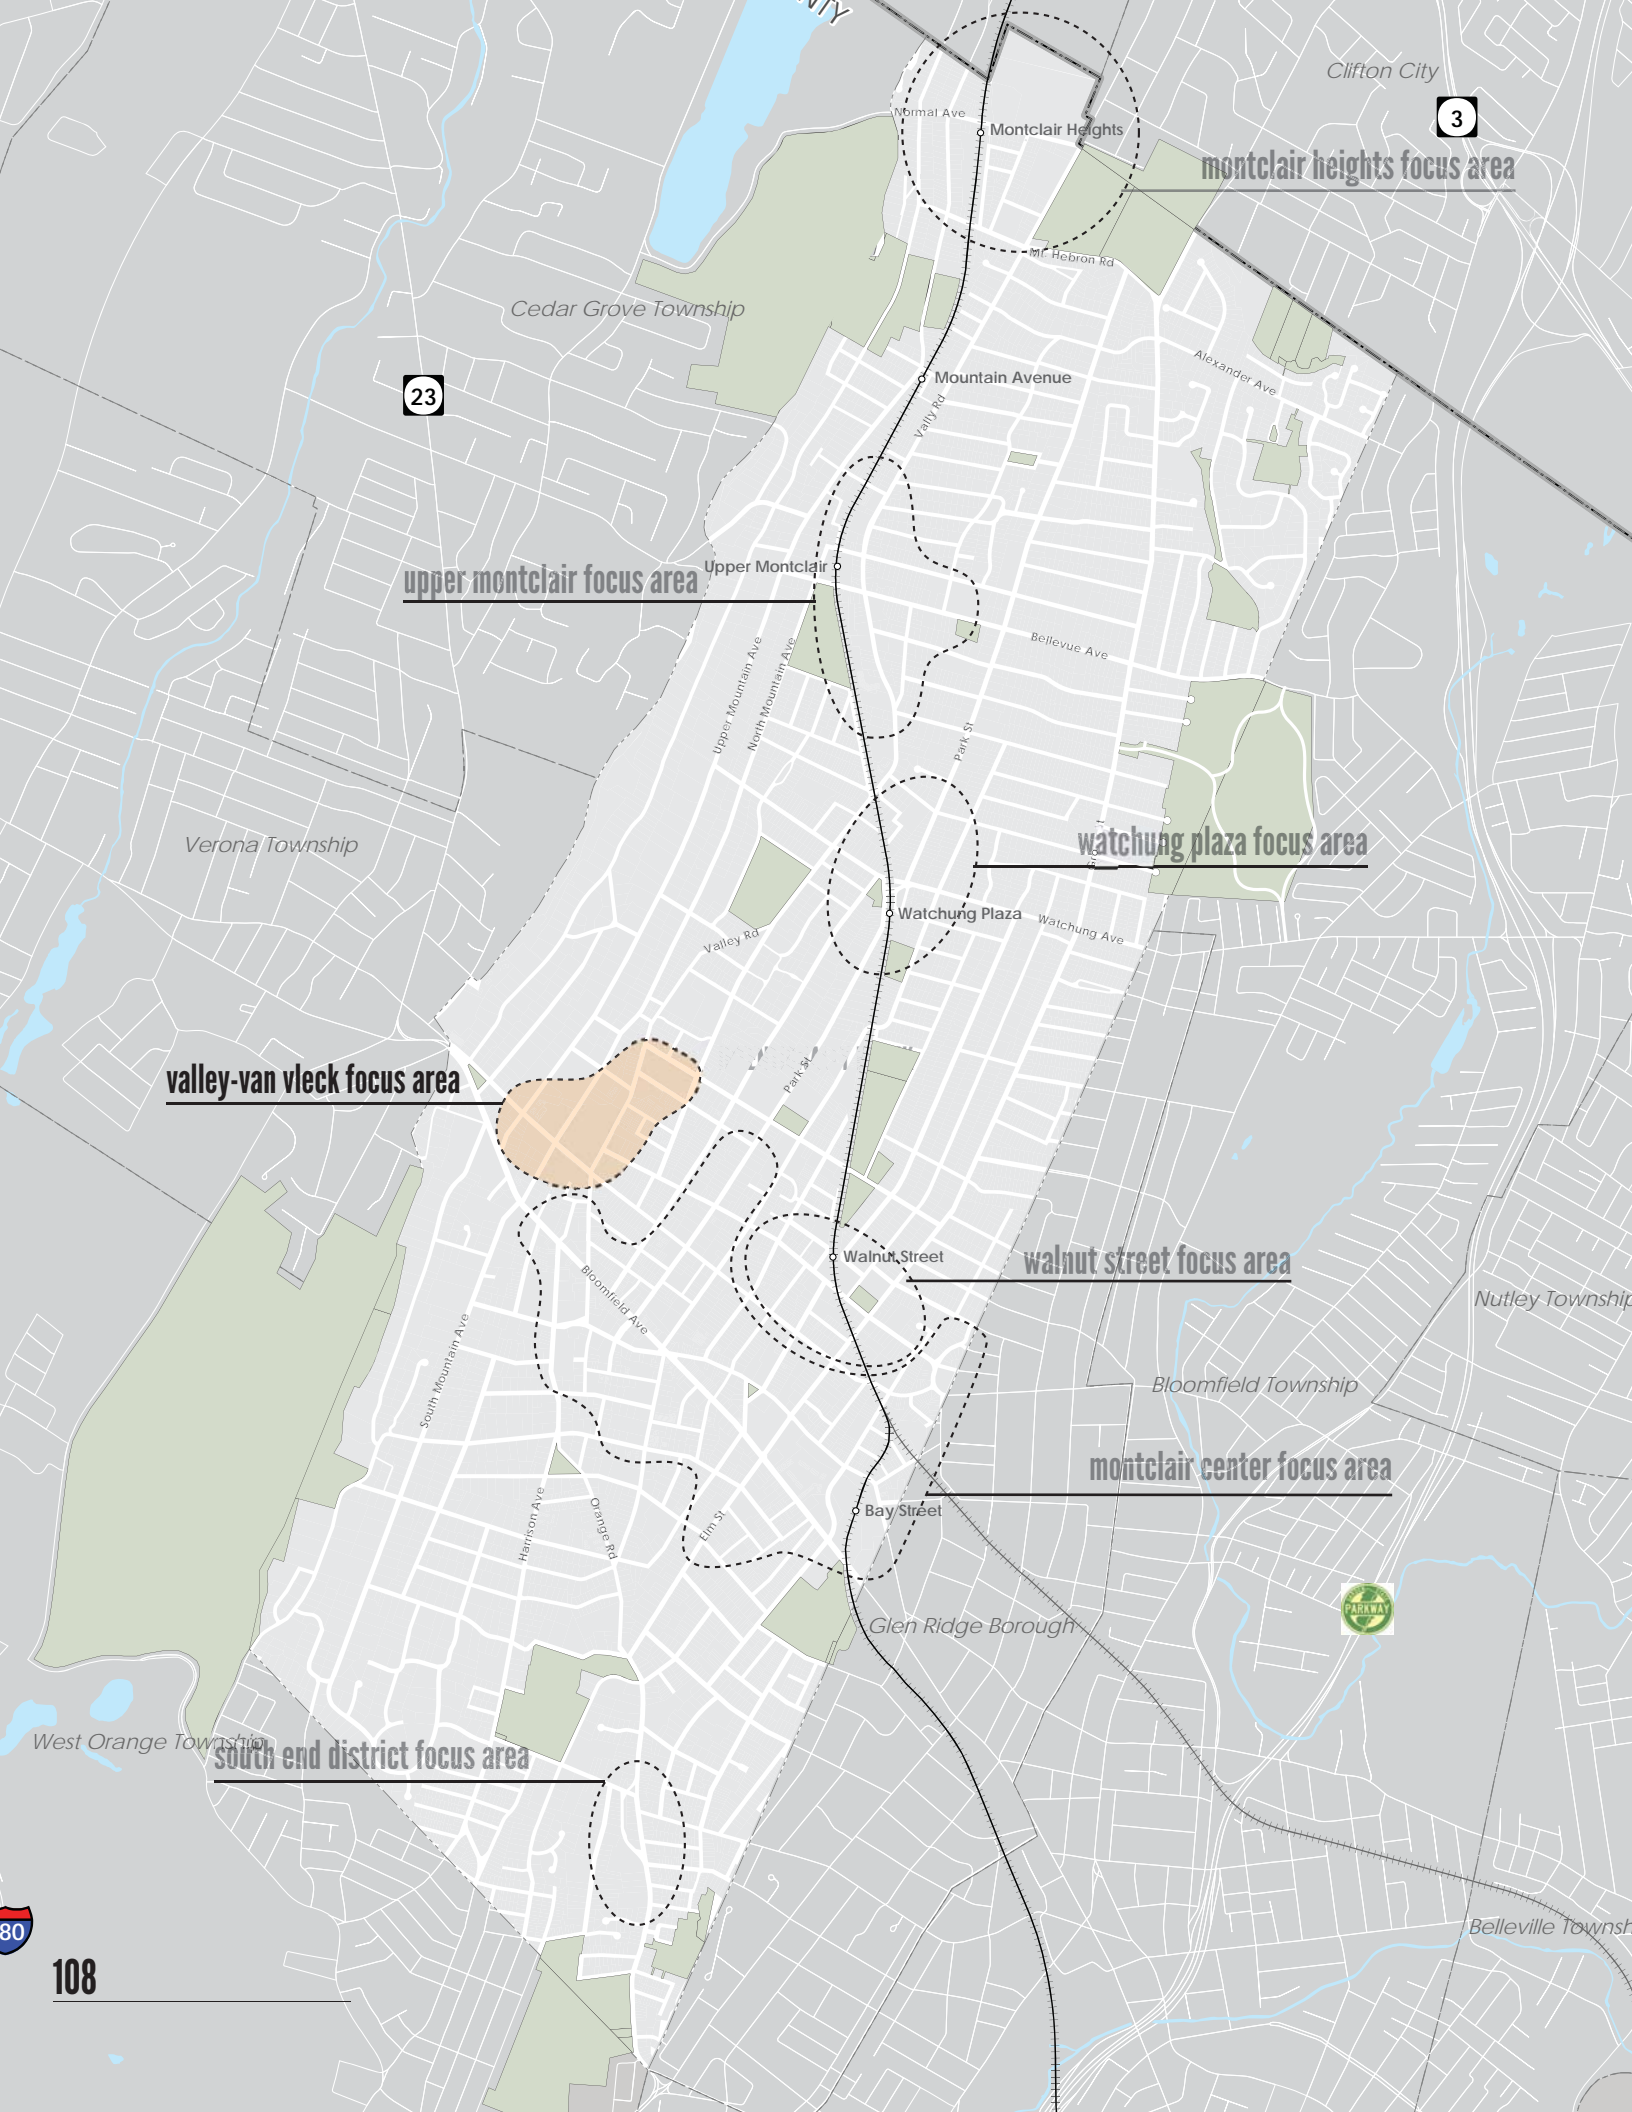 NTY
Clifton City
3
Normal Ave
Montclair Heights
montclair heights focus area
Mt. Hebron Rd
Cedar Grove Township
Alexander Ave
Mountain Avenue
23
Vally Rd
Upper Montclair
upper montclair focus area
Bellevue Ave
Upper Mountain Ave
North Mountain Ave
Park St
watchung plaza focus area
Verona Township
Watchung Plaza
Watchung Ave
Valley Rd
Park St
valley-van vleck focus area
Walnut Street
walnut street focus area
Bloomfield Ave
Nutley Township
South Mountain Ave
Bloomfield Township
montclair center focus area
Harrison Ave
Orange Rd
Elm St
Bay Street
PARKWAY
Glen Ridge Borough
West Orange Township
south end district focus area
80
Belleville Townsh
108